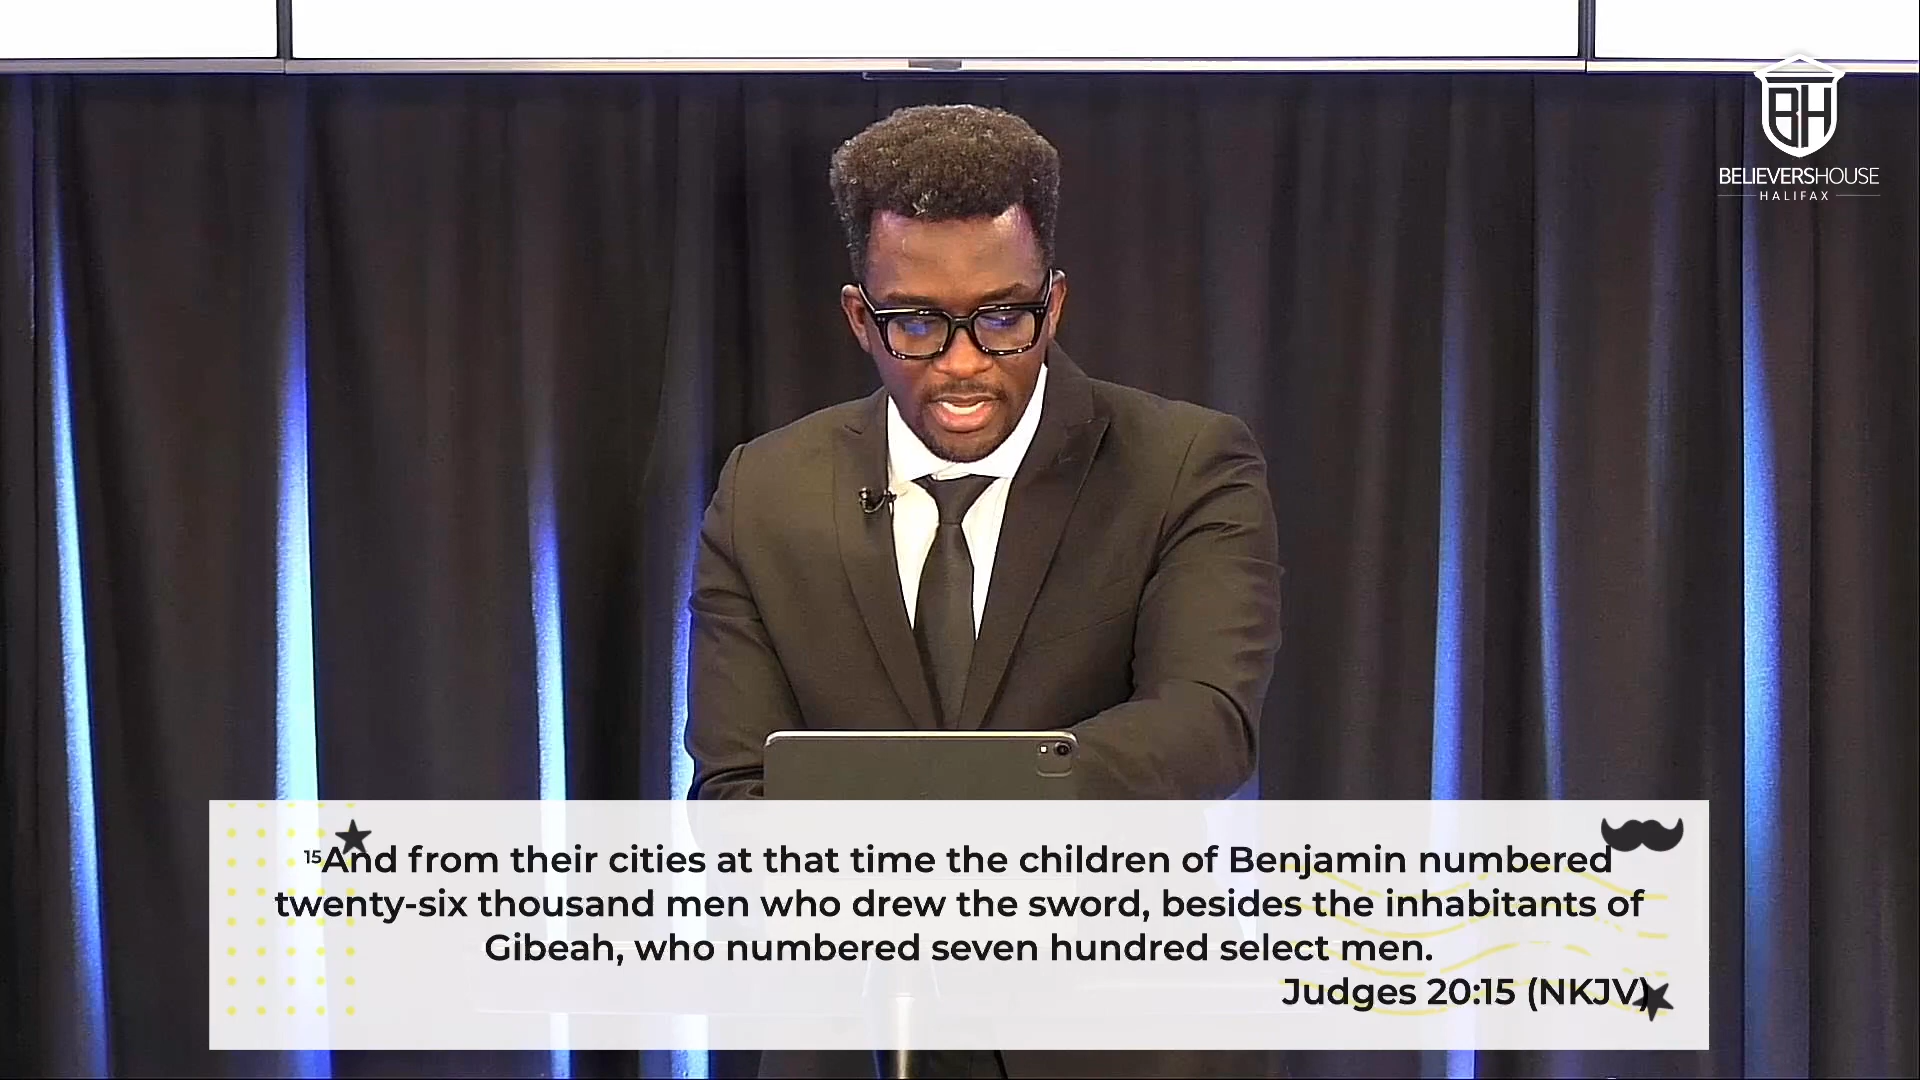 BH
BELIEVERSHOUSE
HALIFAX
15And from their cities at that time the children of Benjamin numbered
twenty-six thousand men who drew the sword, besides the inhabitants of
Gibeah, who numbered seven hundred select men.
Judges 20:15 (NKJV)